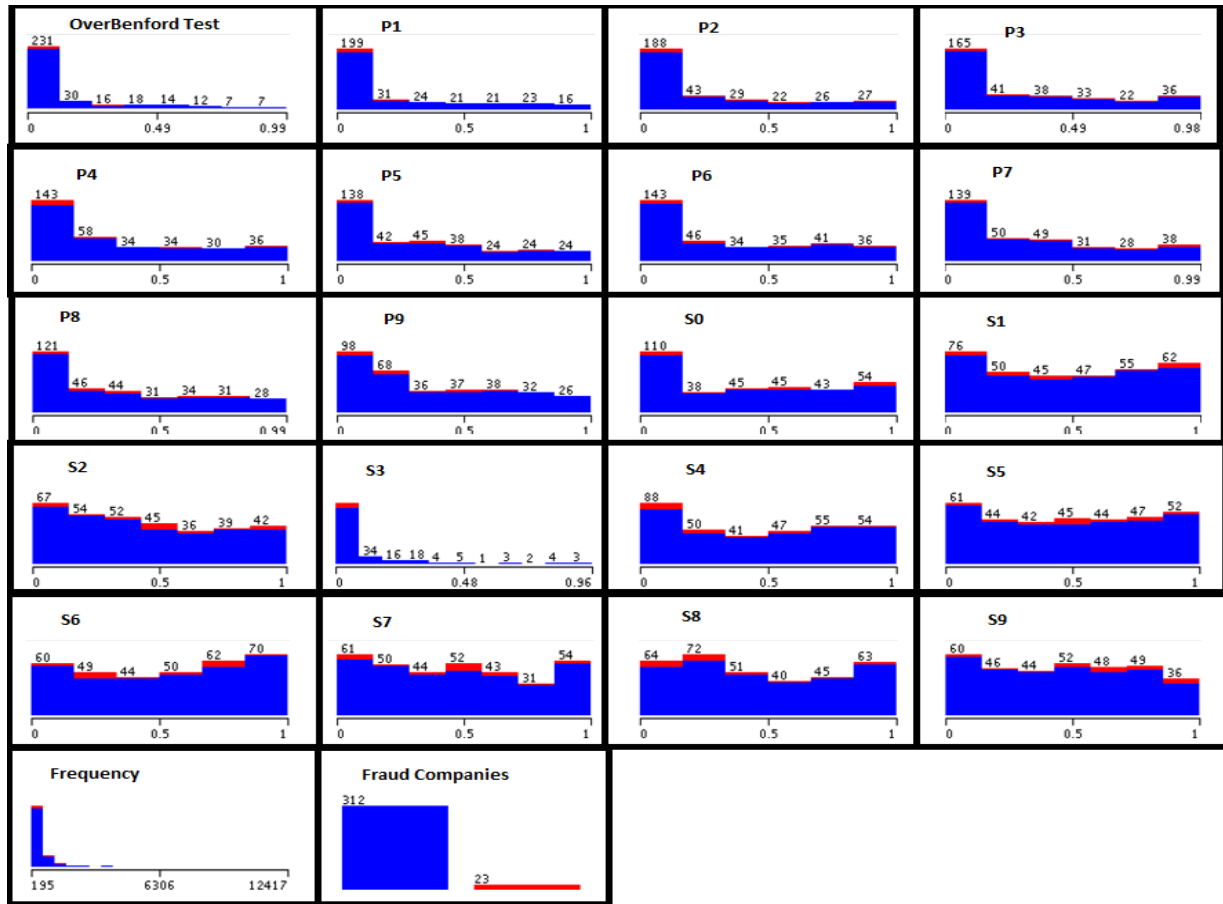 OverBenford Test
231
30 16 18 14 12 7 7
0 0.49 0.99
P1
199
31 24 21 21 23 16
0 0.5 1
P2
188
43 29 22 26 27
0 0.5 1
P3
165
41 38 33 22 36
0 0.49 0.98
P4
143
58 34 34 30 36
0 0.5 1
P5
138
42 45 38 24 24 24
0 0.5 1
P6
143
46 34 35 41 36
0 0.5 1
P7
139
50 49 31 28 38
0 0.5 0.99
P8
121
46 44 31 34 31 28
0 0.5 0.99
P9
98
68 36 37 38 32 26
0 0.5 1
S0
110
38 45 45 43 54
0 0.5 1
S1
76
50 45 47 55 62
0 0.5 1
S2
67
54 52 45 36 39 42
0 0.5 1
S3
34 16 18 4 5 1 3 2 4 3
0 0.48 0.96
S4
88
50 41 47 55 54
0 0.5 1
S5
61
44 42 45 44 47 52
0 0.5 1
S6
60 49 44 50 62 70
0 0.5 1
S7
61 50 44 52 43 31 54
0 0.5 1
S8
64 72 51 40 45 63
0 0.5 1
S9
60 46 44 52 48 49 36
0 0.5 1
Frequency
195 6306 12417
Fraud Companies
312
23